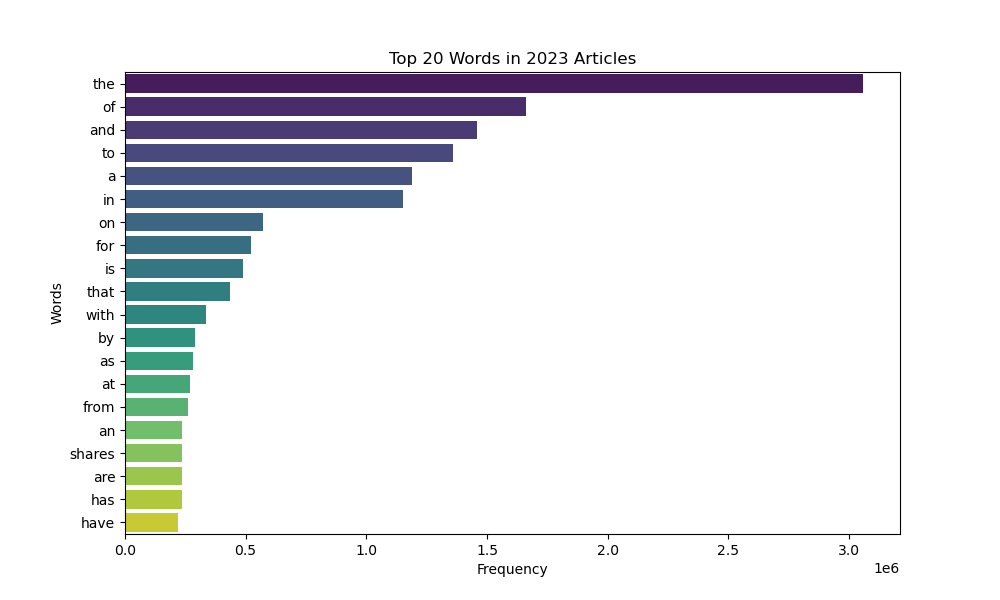 Top 20 Words in 2023 Articles
the
of
and
to
a
in
on
for
is
that
with
by
as
at
from
an
shares
are
has
have
Words
0.0 0.5 1.0 1.5 2.0 2.5 3.0
1e6
Frequency